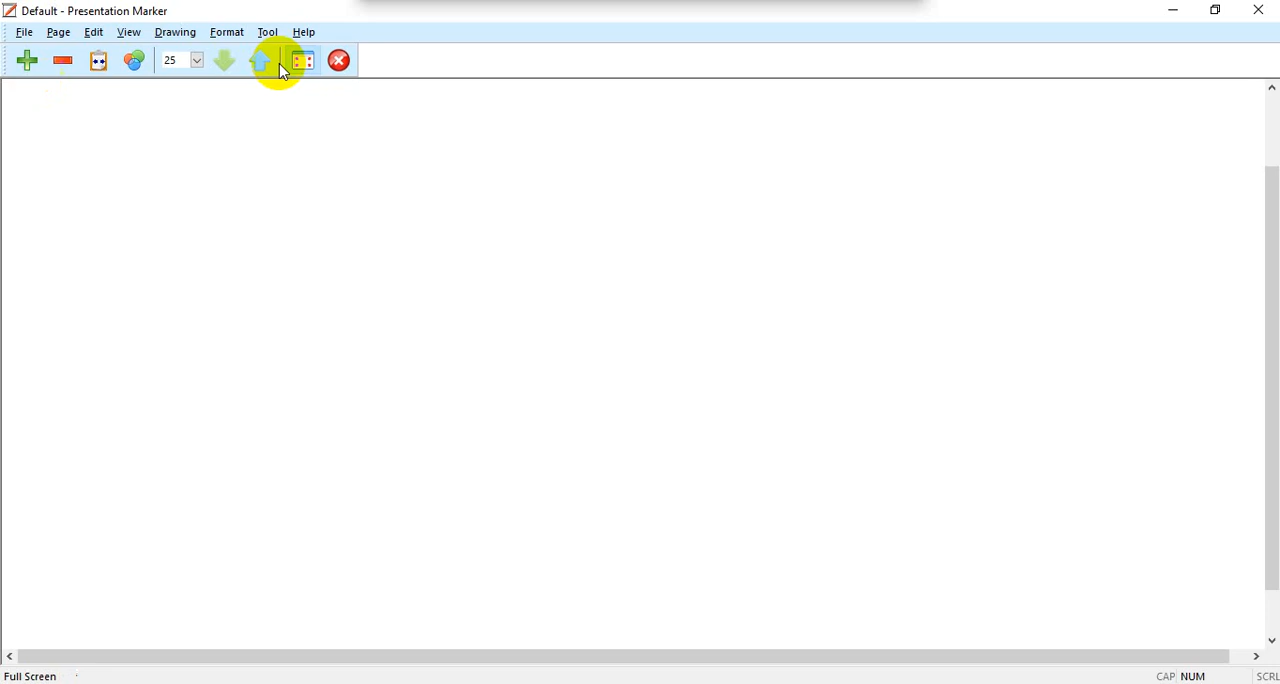 Default - Presentation Marker
File Page Edit View Drawing Format Tool Help
25
Full Screen CAP NUM SCRL